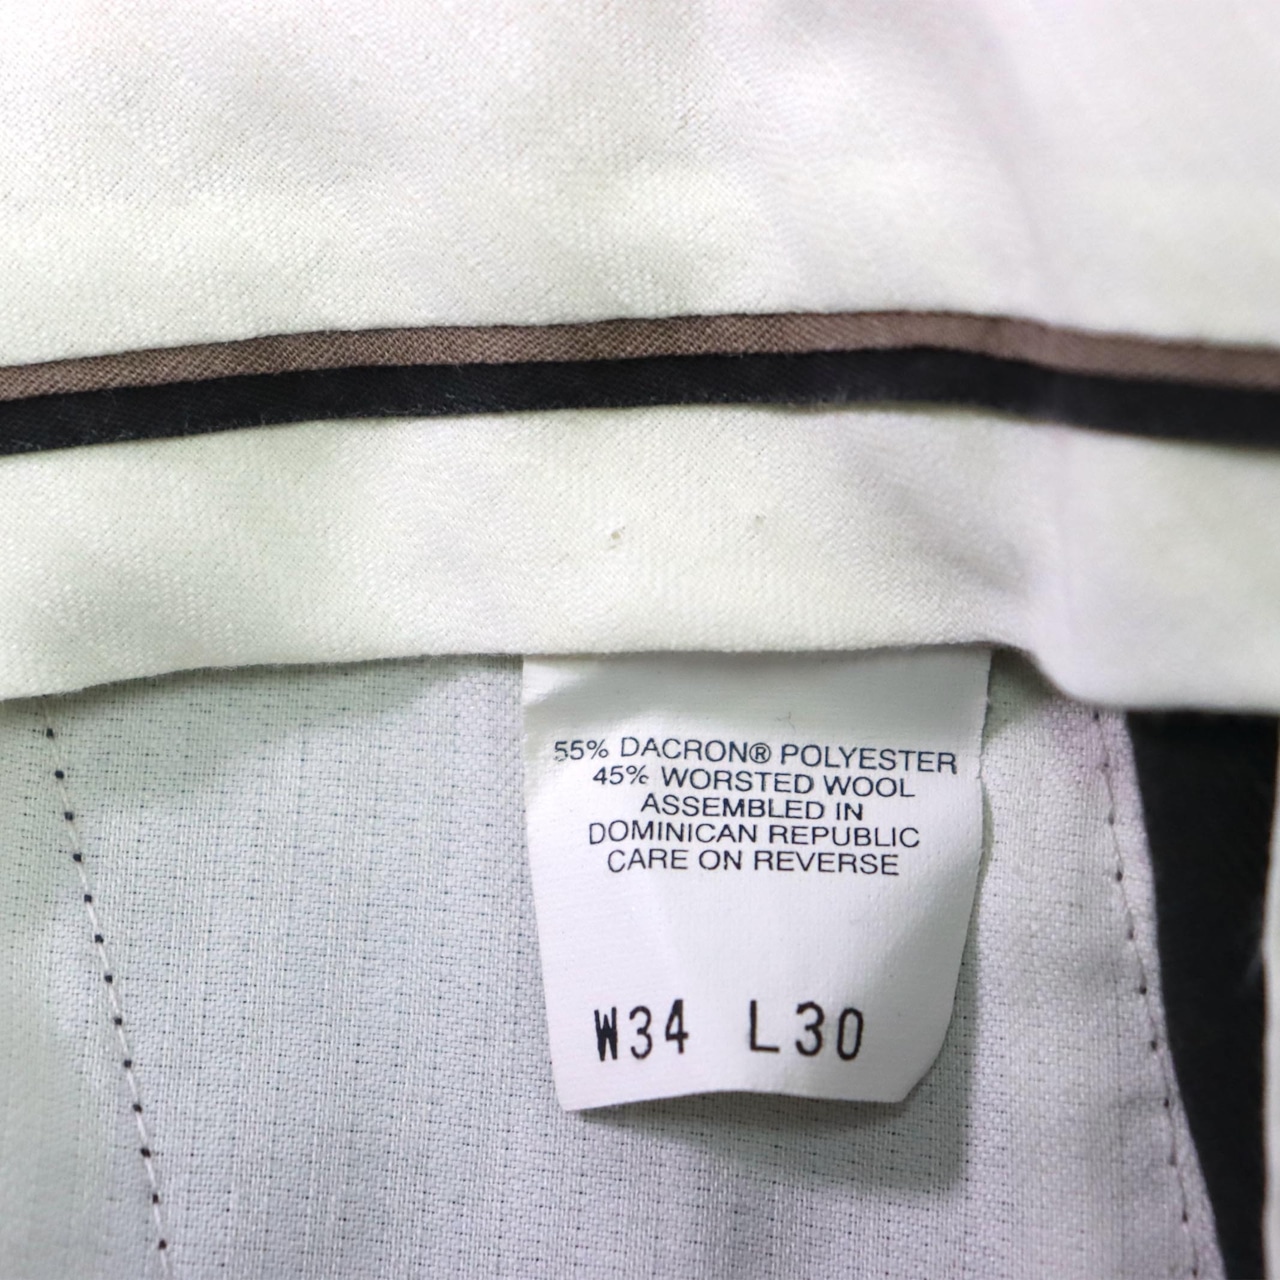 55% DACRON® POLYESTER
45% WORSTED WOOL
ASSEMBLED IN
DOMINICAN REPUBLIC
CARE ON REVERSE
W34 L30